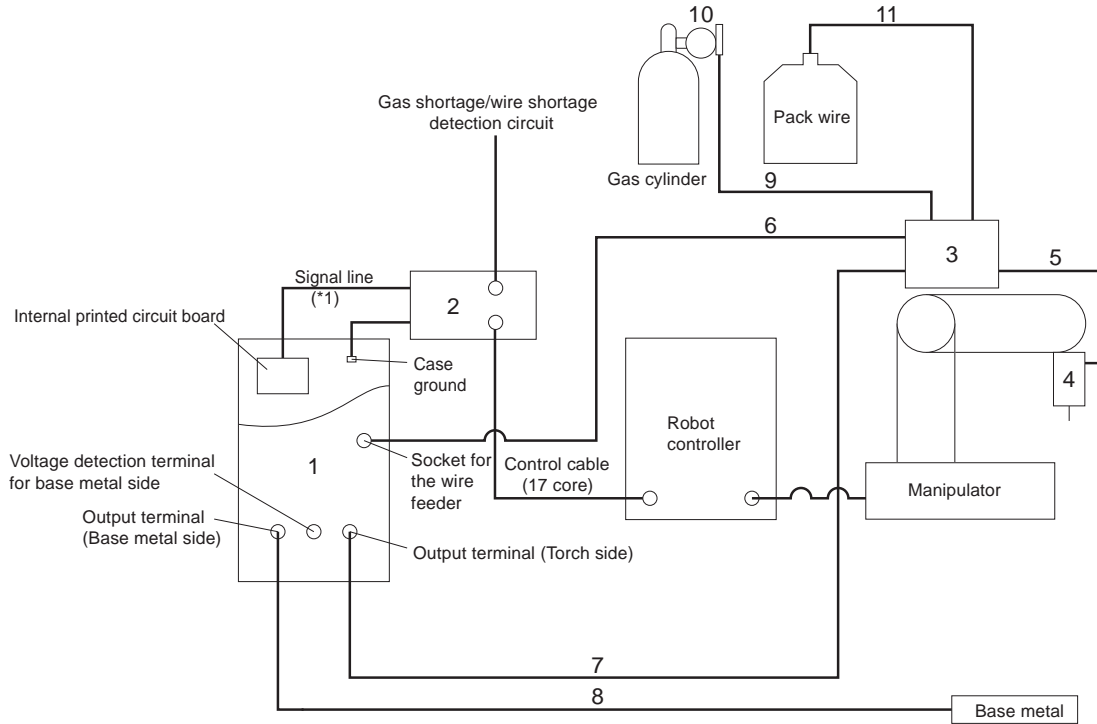 10
11
Gas shortage/wire shortage
detection circuit
Pack wire
Gas cylinder
9
6
3
5
Signal line
(*1)
2
Internal printed circuit board
Case
ground
4
Robot
controller
1
Voltage detection terminal
for base metal side
Socket for
the wire
feeder
Control cable
(17 core)
Manipulator
Output terminal
(Base metal side)
Output terminal (Torch side)
7
8
Base metal